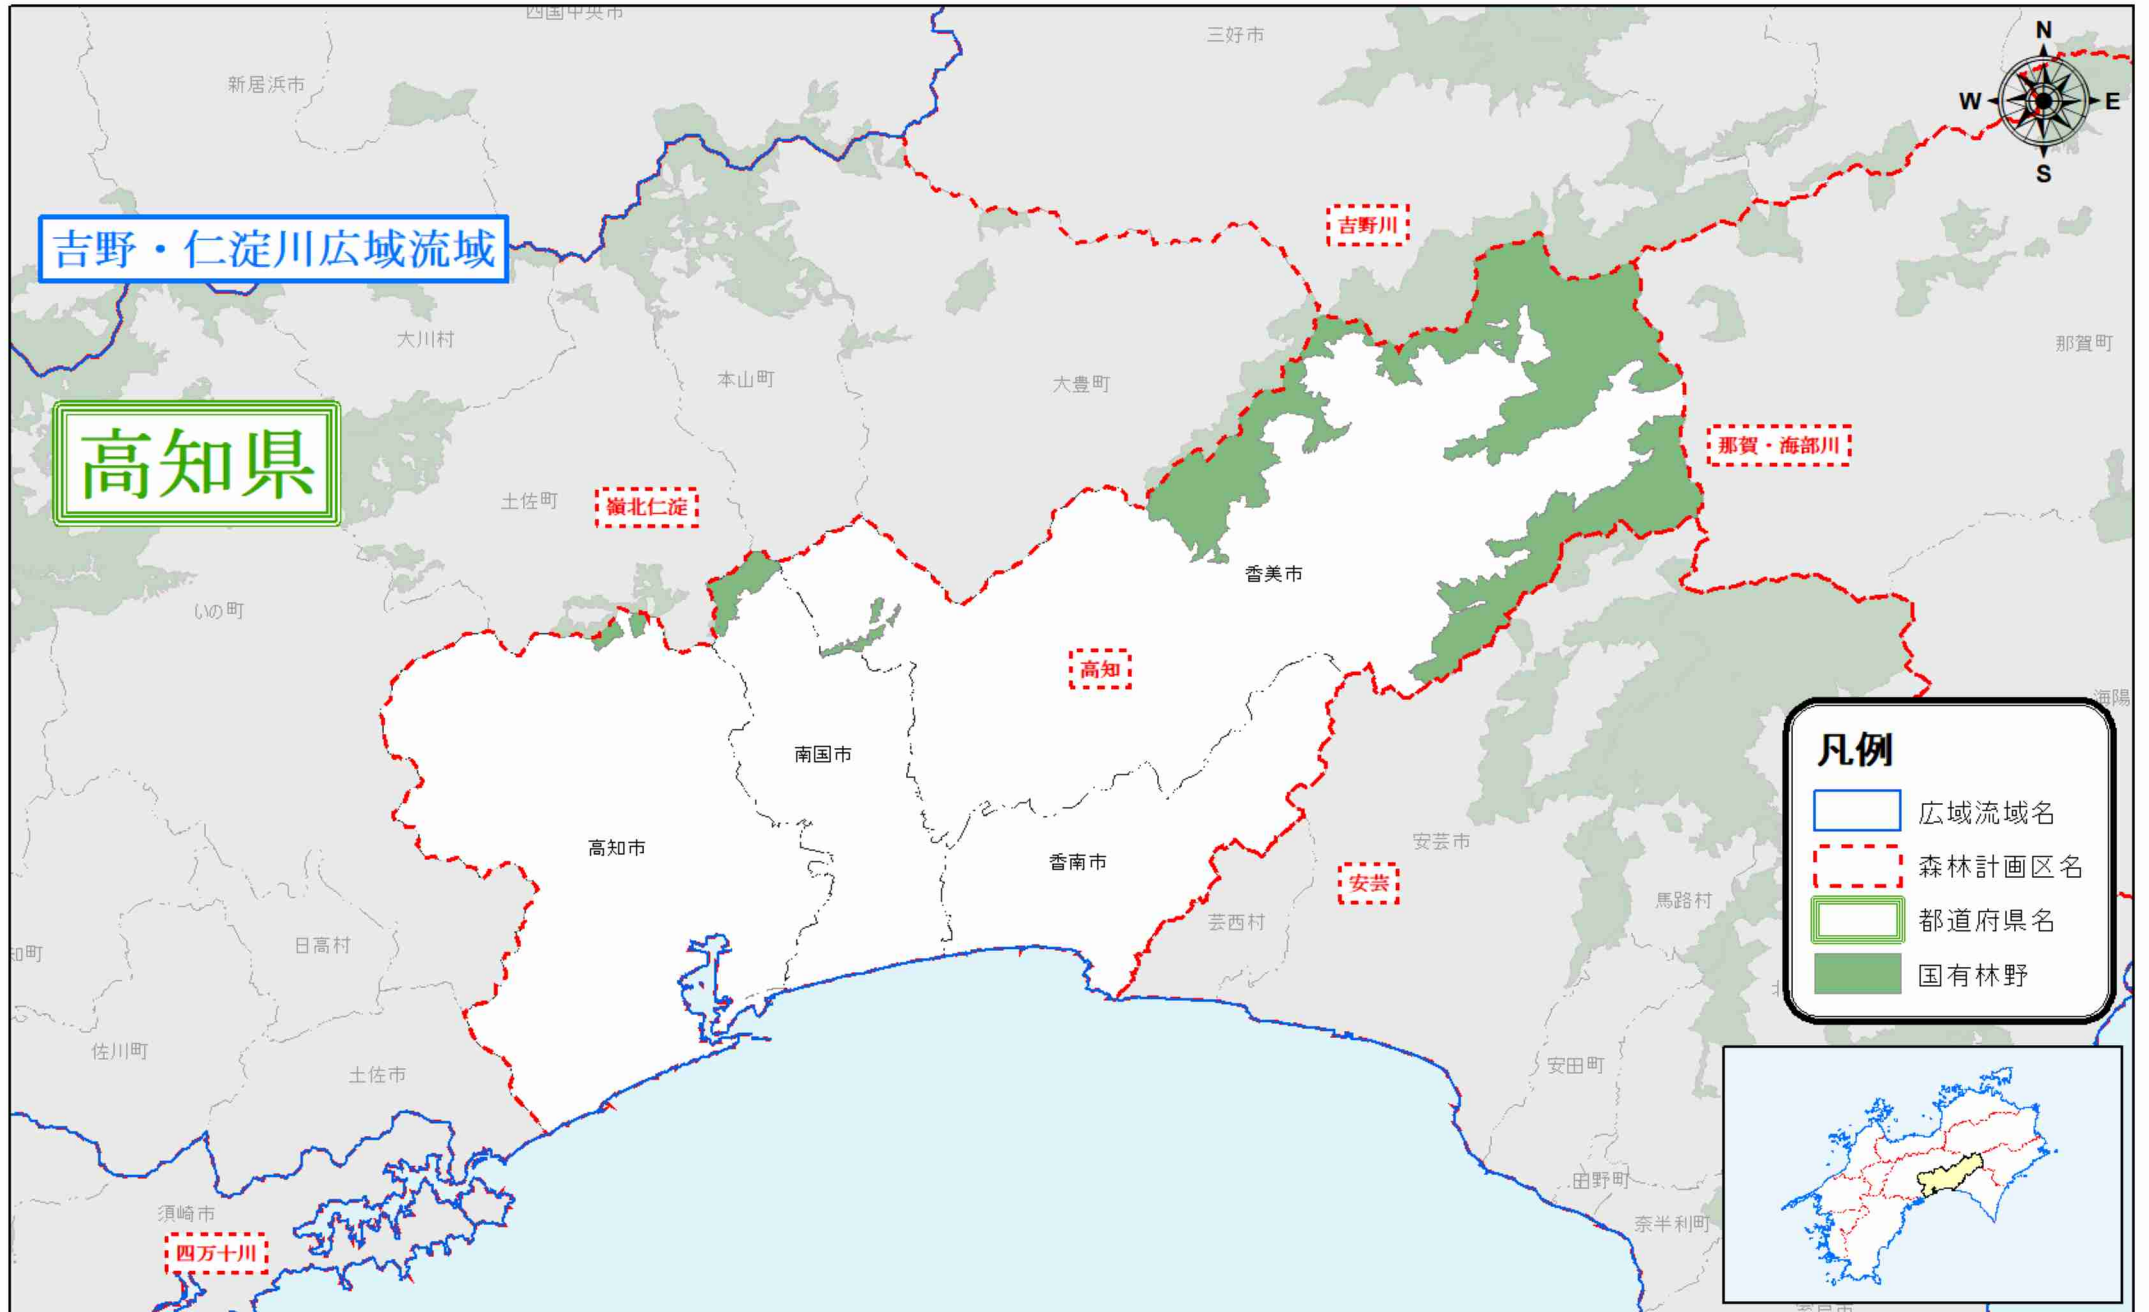 四国中央市
三好市
N
新居浜市
W
E
S
吉野川
吉野・仁淀川広域流域
大川村
那賀町
本山町
大豊町
高知県
那賀・海部川
土佐町
嶺北仁淀
香美市
いの町
高知
海陽
南国市
凡例
広域流域名
森林計画区名
都道府県名
国有林野
高知市
香南市
安芸市
安芸
馬路村
芸西村
日高村
知町
佐川町
土佐市
安田町
田野町
須崎市
奈半利町
四万十川